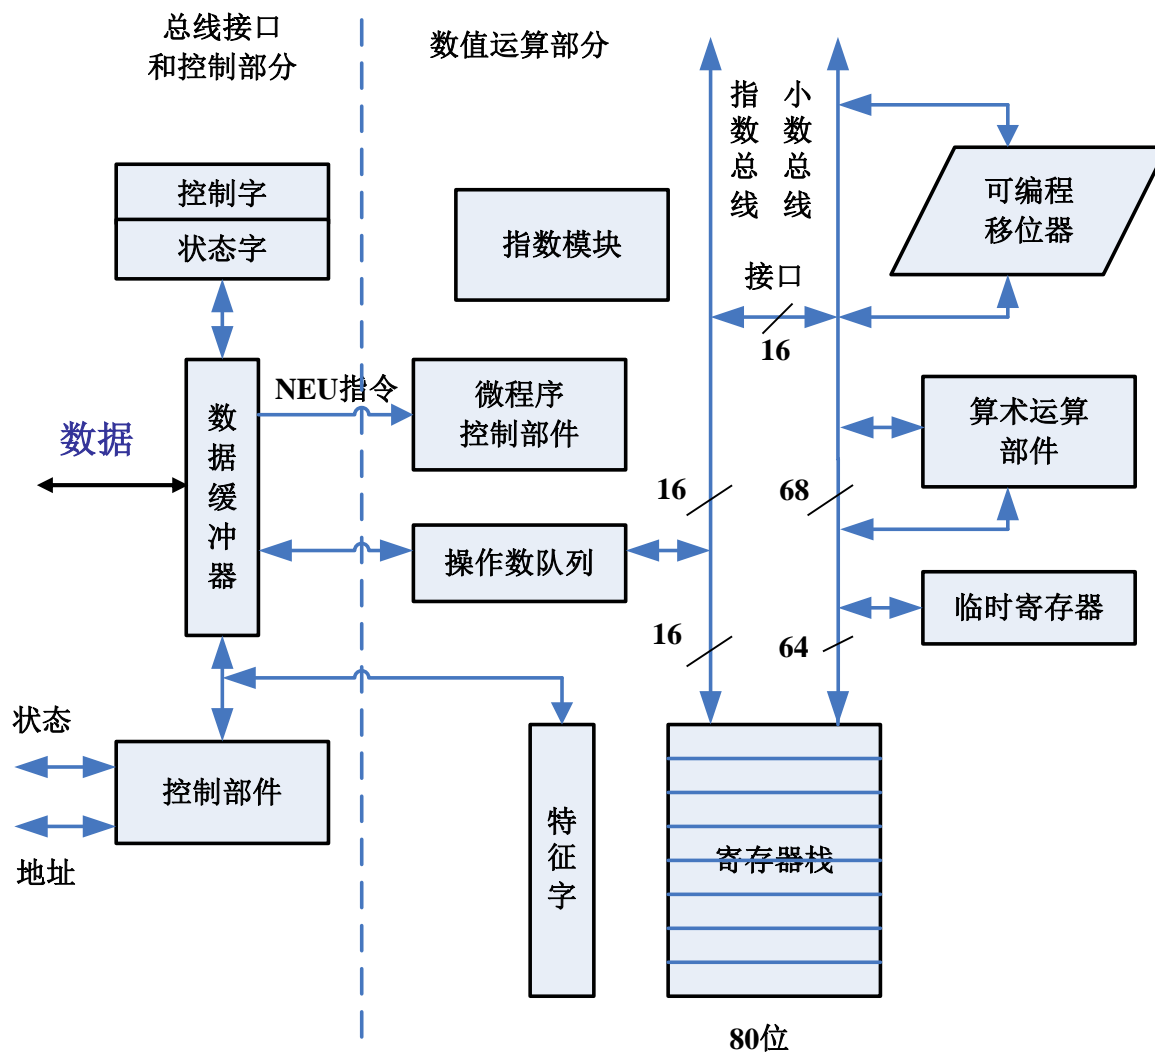 总线接口
和控制部分
数值运算部分
指数总线
小数总线
控制字
状态字
指数模块
可编程
移位器
接口
16
NEU指令
微程序
控制部件
算术运算
部件
数据
数据缓冲器
16
68
操作数队列
临时寄存器
16
64
状态
控制部件
地址
特征字
寄存器栈
80位